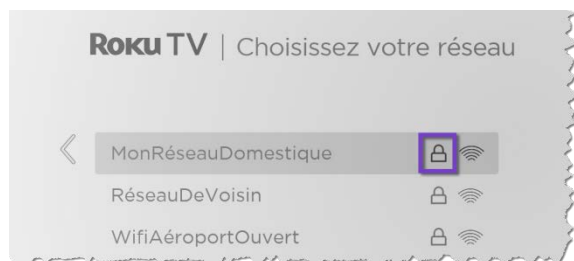 Roku TV | Choisissez votre réseau
MonRéseauDomestique
RéseauDeVoisin
WifiAéroportOuvert